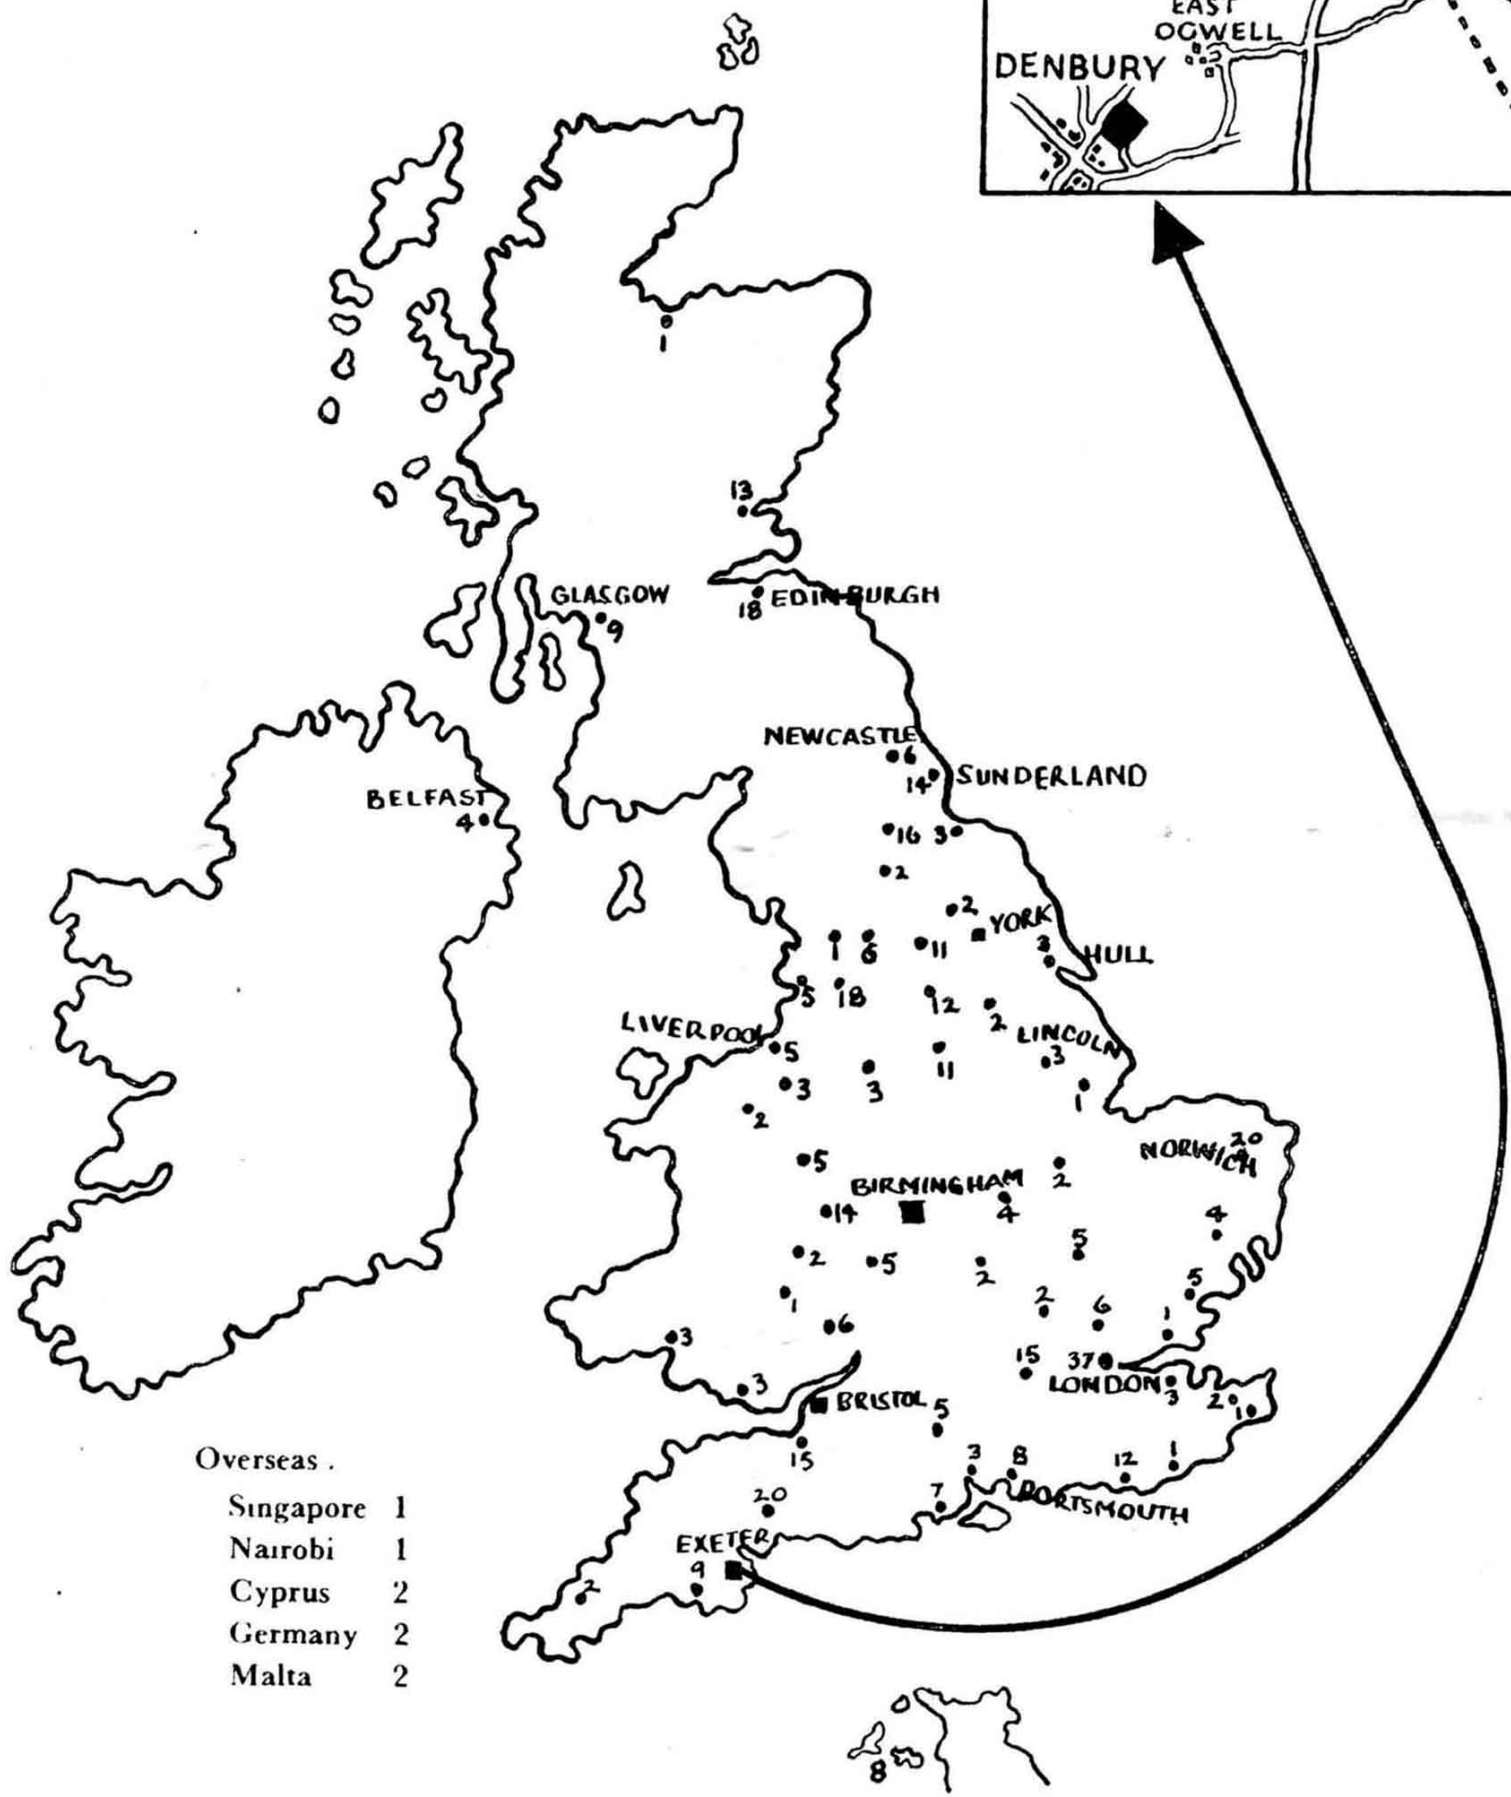 EAST
OGWELL
DENBURY
1
13
GLASGOW
9
18 EDINBURGH
NEWCASTLE
6
14 SUNDERLAND
BELFAST
4
16 3
2
2
YORK
1 6 11
3
HULL
5 18 12 2
LIVERPOOL
5
LINCOLN
3
11
3
3
1
2
NORWICH
20
5
2
BIRMINGHAM
14
4
4
5
2 5 2
5
1
2 6 1
6
3
15 37
LONDON
3
2
1
3
BRISTOL
5
15
3 8 12 1
PORTSMOUTH
7
20
EXETER
9
2
8
Overseas .
Singapore 1
Nairobi 1
Cyprus 2
Germany 2
Malta 2